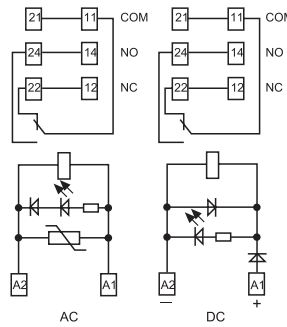 21 11 COM 21 11 COM
24 14 NO 24 14 NO
22 12 NC 22 12 NC
A2 A1 A2 A1
— +
AC DC